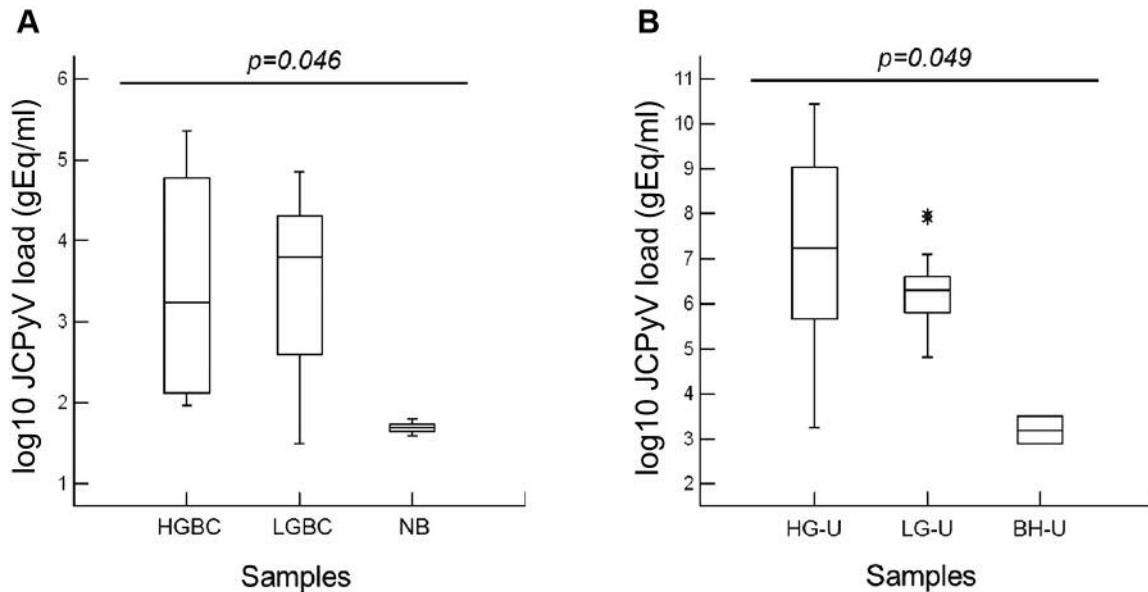 A
p=0.046
log10 JCPyV load (gEq/ml)
6
5
4
3
2
1
HGBC LGBC NB
Samples
B
p=0.049
log10 JCPyV load (gEq/ml)
11
10
9
8
7
6
5
4
3
2
HG-U LG-U BH-U
Samples